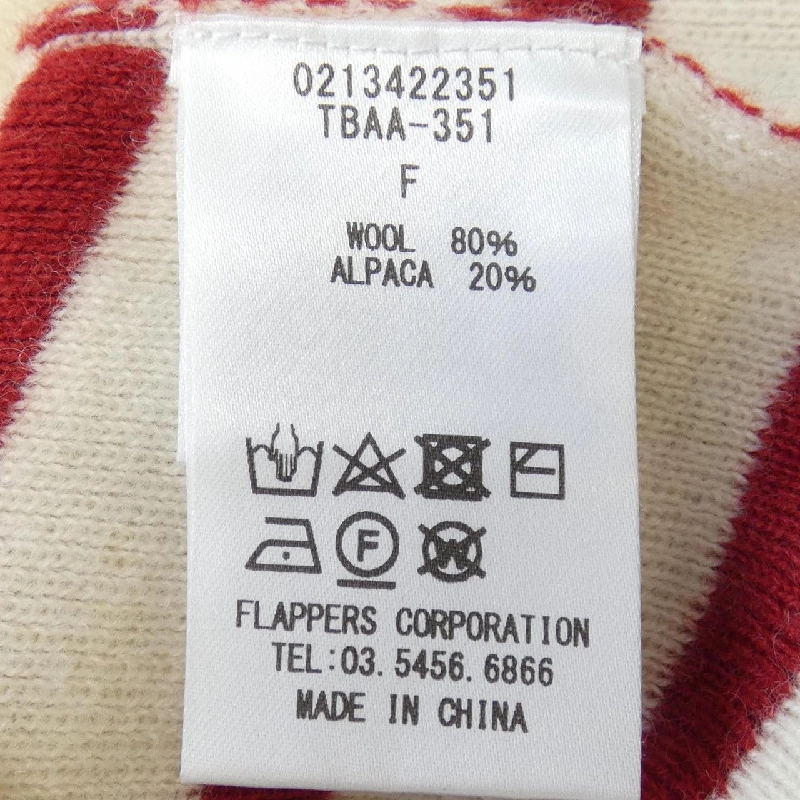 0213422351
TBAA-351
F
WOOL 80%
ALPACA 20%
F W
FLAPPERS CORPORATION
TEL:03.5456.6866
MADE IN CHINA